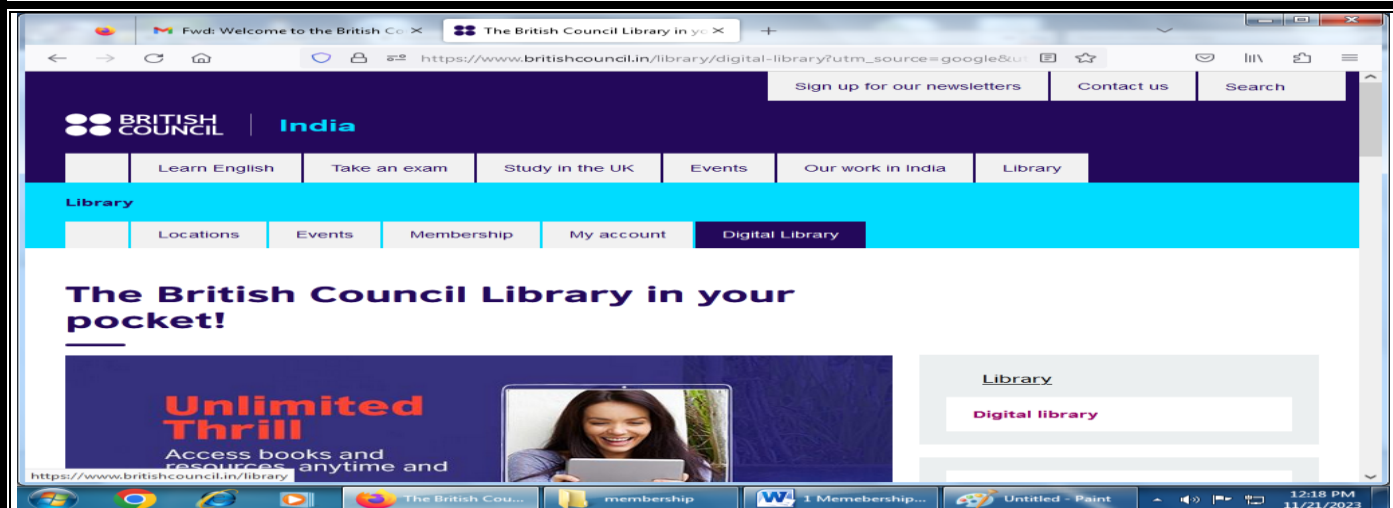 Fwd: Welcome to the British Co
The British Council Library in yo
https://www.britishcouncil.in/library/digital-library?utm_source=google&ut
Sign up for our newsletters Contact us Search
BRITISH
COUNCIL
India
Learn English Take an exam Study in the UK Events Our work in India Library
Library
Locations Events Membership My account Digital Library
The British Council Library in your
pocket!
Library
Digital library
Unlimited
Thrill
Access books and
resources anytime and
https://www.britishcouncil.in/library
The British Cou... membership 1 Memebership... Untitled - Paint 12:18 PM
11/21/2023